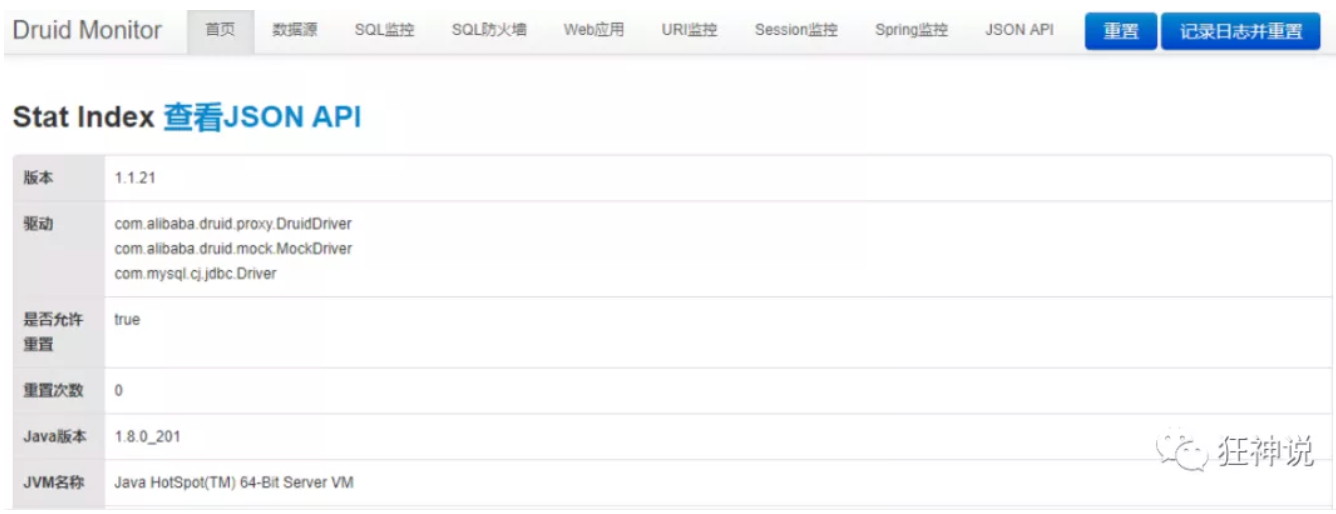 Druid Monitor 首页 数据源 SQL监控 SQL防火墙 Web应用 URI监控 Session监控 Spring监控 JSON API 重置 记录日志并重置
Stat Index 查看JSON API
版本 1.1.21
驱动 com.alibaba.druid.proxy.DruidDriver
com.alibaba.druid.mock.MockDriver
com.mysql.cj.jdbc.Driver
是否允许 true
重置
重置次数 0
Java版本 1.8.0_201
狂神说
JVM名称 Java HotSpot(TM) 64-Bit Server VM